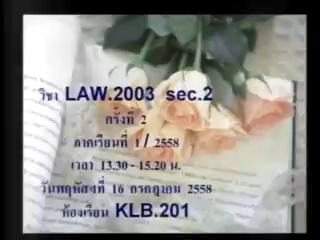 วิชา LAW.2003 sec.2
ครั้งที่ 2
ภาคเรียนที่ 1 / 2558
เวลา 13.30 - 15.20 น.
วันพฤหัสงที่ 16 กรกฎาคม 2558
ห้องเรียน KLB.201